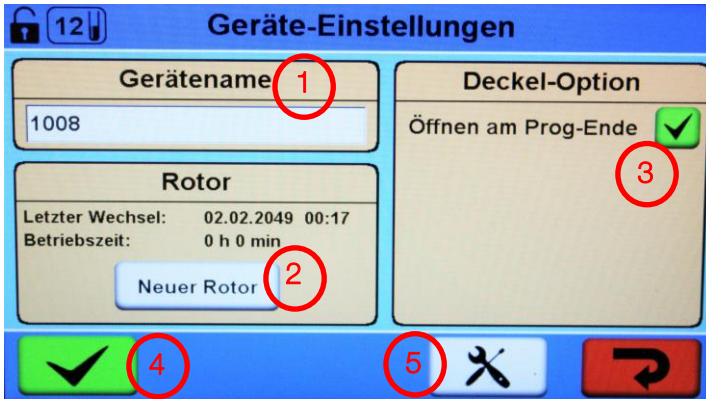 12
Geräte-Einstellungen
Gerätename
1
1008
Rotor
Letzter Wechsel: 02.02.2049 00:17
Betriebszeit: 0 h 0 min
Neuer Rotor
2
Deckel-Option
Öffnen am Prog-Ende
3
4
5